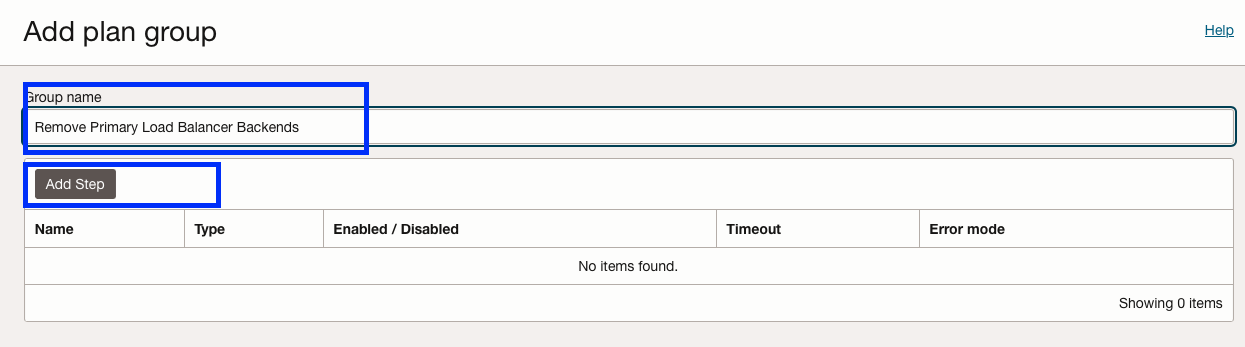 Add plan group
Help
Group name
Remove Primary Load Balancer Backends
Add Step
Name Type Enabled / Disabled Timeout Error mode
No items found.
Showing 0 items